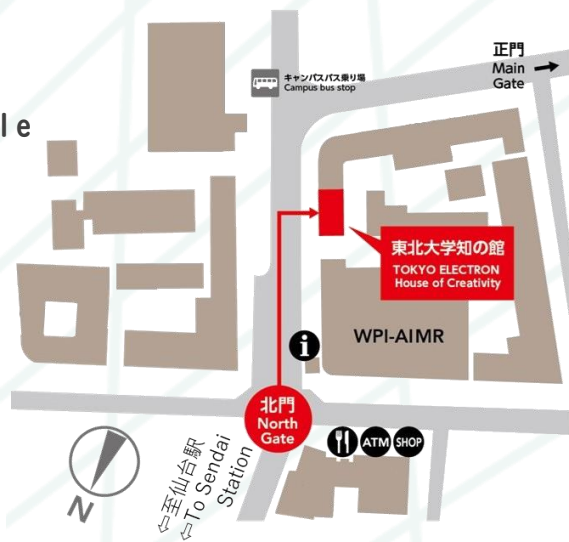 正門
Main
Gate
キャンパスバス乗り場
Campus bus stop
le
東北大学知の館
TOKYO ELECTRON
House of Creativity
WPI-AIMR
i
北門
North
Gate
ATM
SHOP
⇦至仙台駅
⇦To Sendai
Station
N